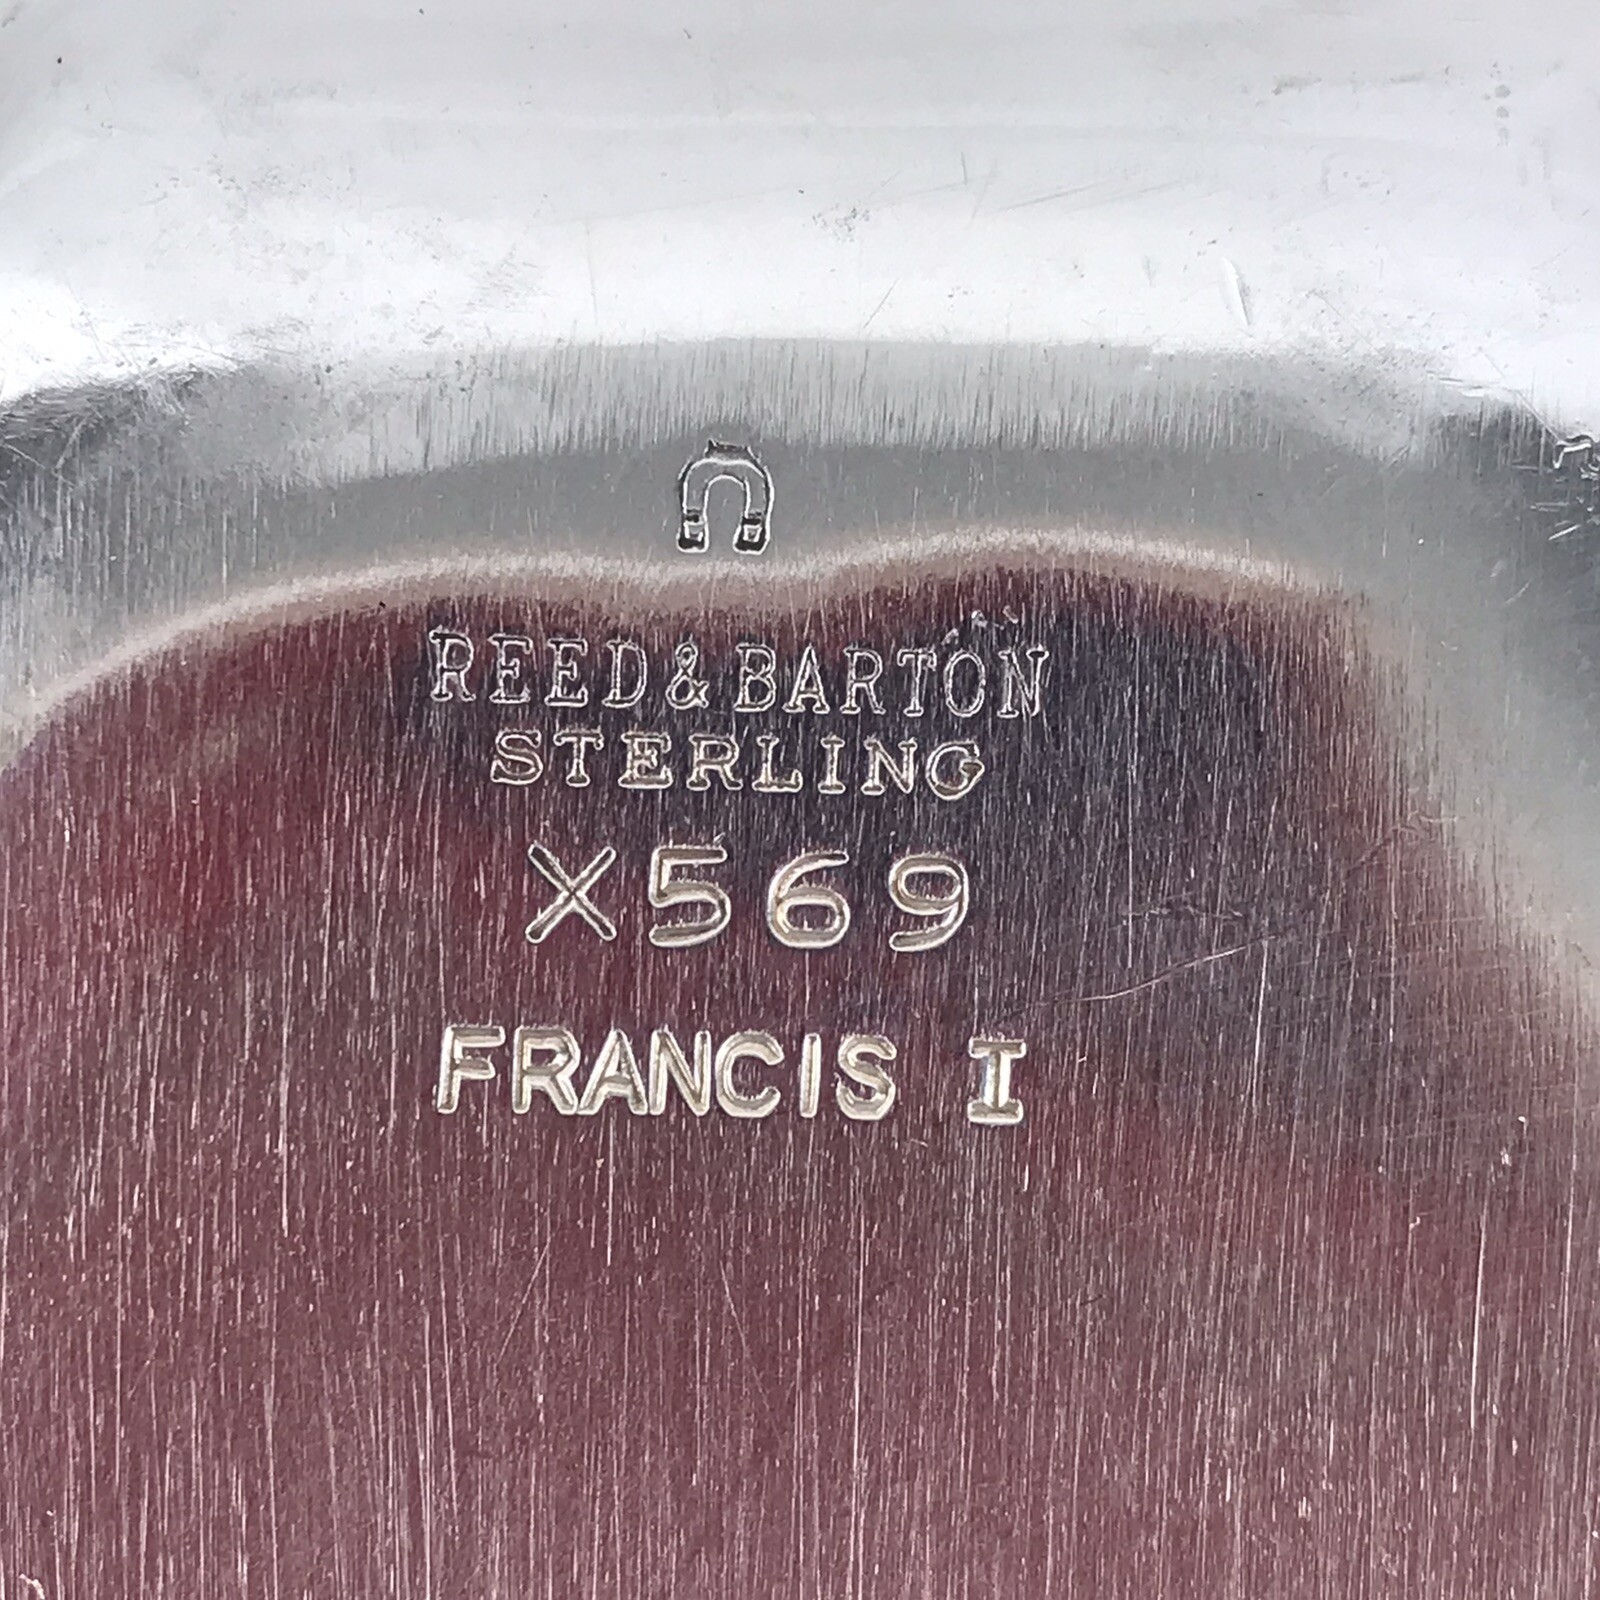 REED & BARTON
STERLING
X569
FRANCIS I